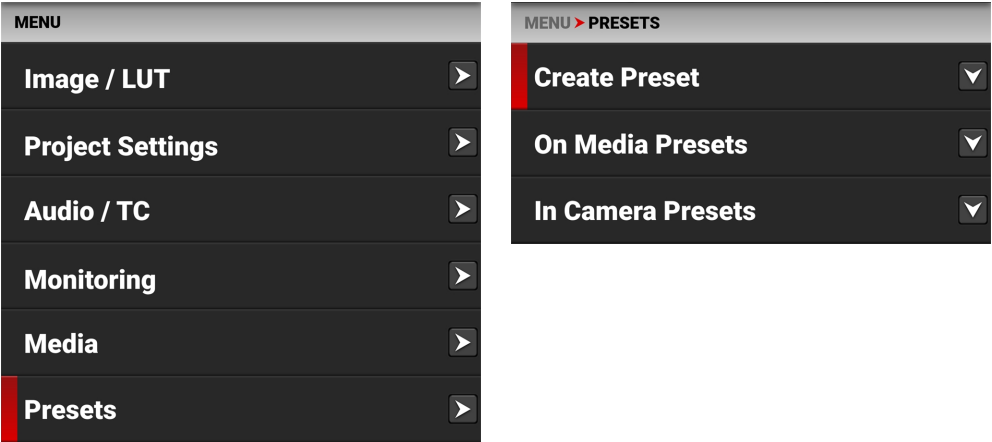 MENU
Image / LUT
Project Settings
Audio / TC
Monitoring
Media
Presets
MENU PRESETS
Create Preset
On Media Presets
In Camera Presets